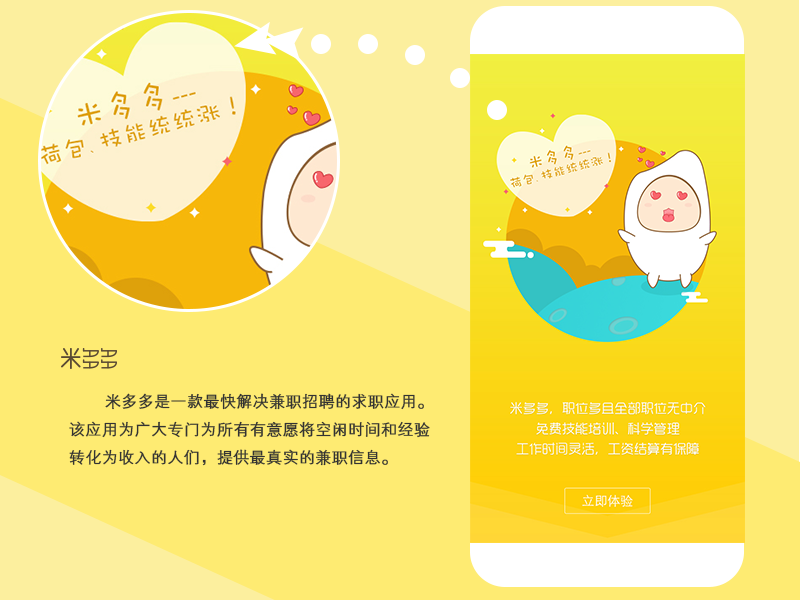 米多多---
荷包、技能统统涨！
米多多
米多多是一款最快解决兼职招聘的求职应用。
该应用为广大专门为所有有意愿将空闲时间和经验
转化为收入的人们，提供最真实的兼职信息。
米多多---
荷包、技能统统涨！
米多多，职位多且全部职位无中介
免费技能培训、科学管理
工作时间灵活，工资结算有保障
立即体验